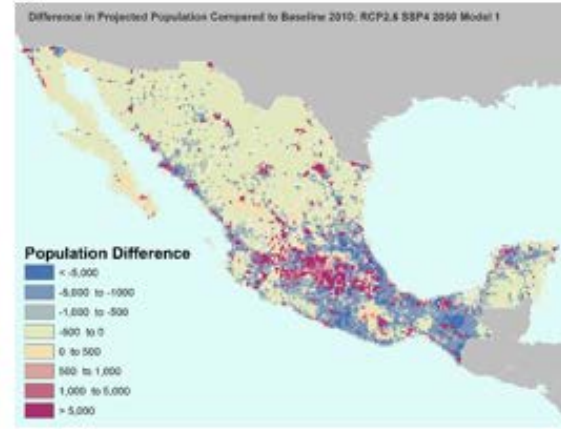 Difference in Projected Population Compared to Baseline 2010: RCP2.6 SSP4 2050 Model 1
Population Difference
< -5,000
-5,000 to -1000
-1,000 to -500
-500 to 0
0 to 500
500 to 1,000
1,000 to 5,000
> 5,000